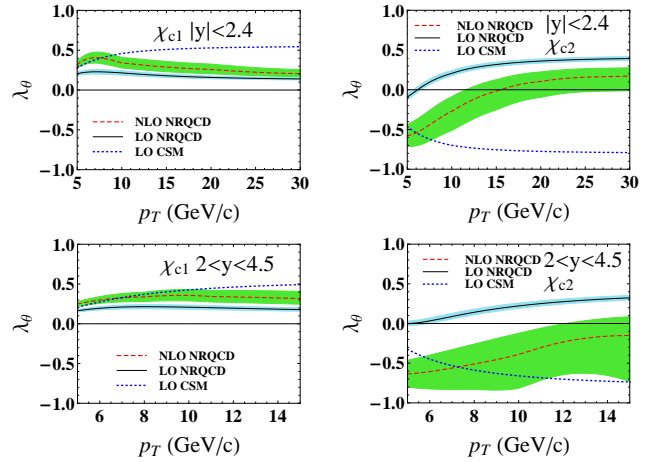 χc1 |y|<2.4
λθ
1.0
0.5
0.0
−0.5
−1.0
NLO NRQCD
LO NRQCD
LO CSM
5 10 15 20 25 30
pT (GeV/c)
|y|<2.4
χc2
λθ
1.0
0.5
0.0
−0.5
−1.0
NLO NRQCD
LO NRQCD
LO CSM
5 10 15 20 25 30
pT (GeV/c)
χc1 2<y<4.5
λθ
1.0
0.5
0.0
−0.5
−1.0
NLO NRQCD
LO NRQCD
LO CSM
6 8 10 12 14
pT (GeV/c)
2<y<4.5
χc2
λθ
1.0
0.5
0.0
−0.5
−1.0
NLO NRQCD
LO NRQCD
LO CSM
6 8 10 12 14
pT (GeV/c)